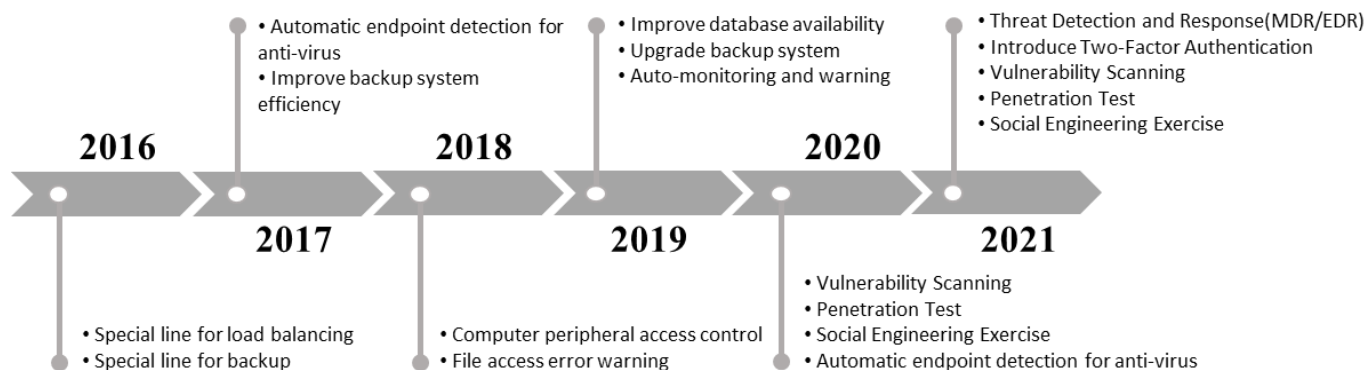 • Automatic endpoint detection for
anti-virus
• Improve backup system
efficiency
• Improve database availability
• Upgrade backup system
• Auto-monitoring and warning
• Threat Detection and Response(MDR/EDR)
• Introduce Two-Factor Authentication
• Vulnerability Scanning
• Penetration Test
• Social Engineering Exercise
2016
2018
2020
2017
2019
2021
• Special line for load balancing
• Special line for backup
• Computer peripheral access control
• File access error warning
• Vulnerability Scanning
• Penetration Test
• Social Engineering Exercise
• Automatic endpoint detection for anti-virus